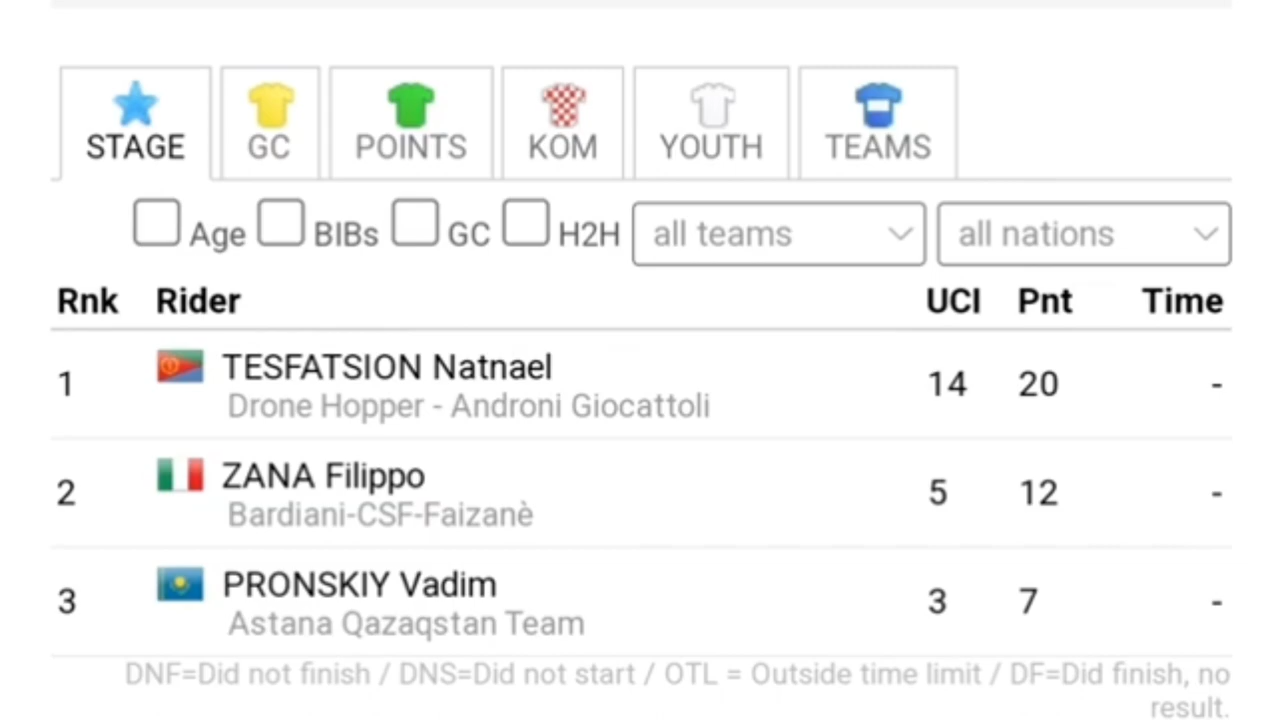 STAGE GC POINTS KOM YOUTH TEAMS
Age BIBs GC H2H all teams all nations
Rnk Rider UCI Pnt Time
1 TESFATSION Natnael 14 20 -
Drone Hopper - Androni Giocattoli
2 ZANA Filippo 5 12 -
Bardiani-CSF-Faizanè
3 PRONSKIY Vadim 3 7 -
Astana Qazaqstan Team
DNF=Did not finish / DNS=Did not start / OTL = Outside time limit / DF=Did finish, no
result.